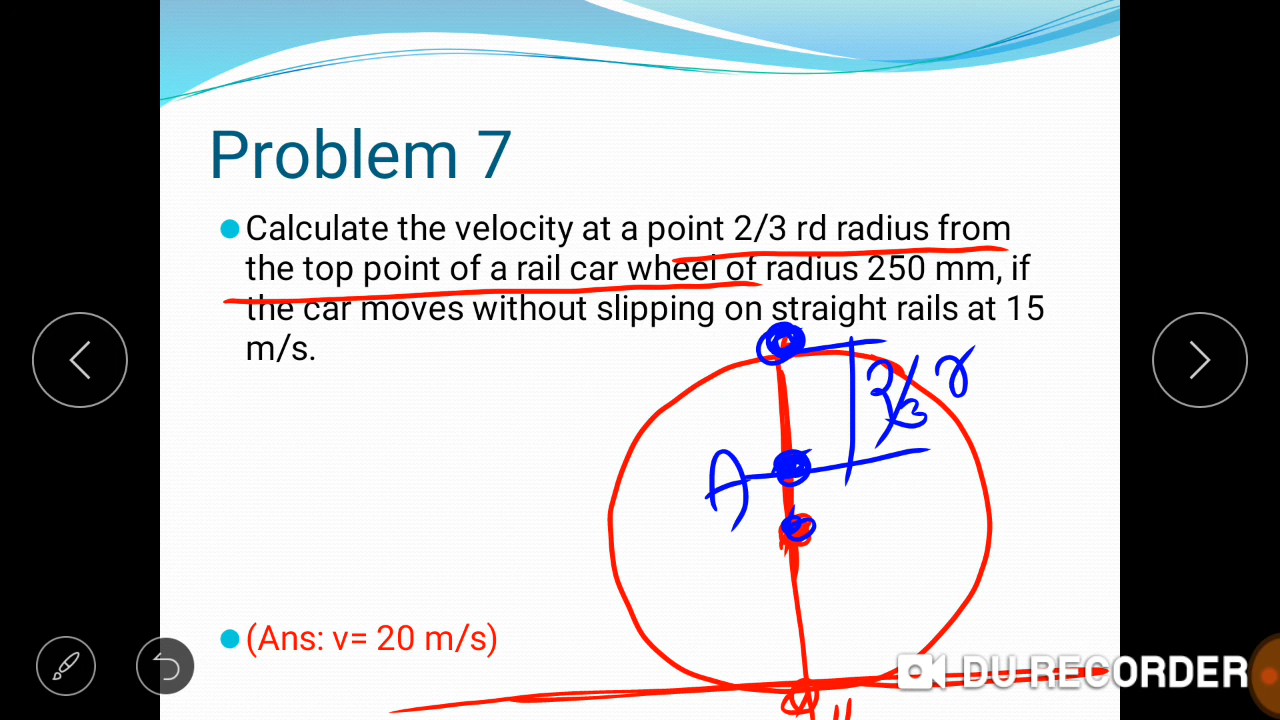 Problem 7
Calculate the velocity at a point 2/3 rd radius from
the top point of a rail car wheel of radius 250 mm, if
the car moves without slipping on straight rails at 15
m/s.
2/3 r
A
(Ans: v= 20 m/s)
DU RECORDER